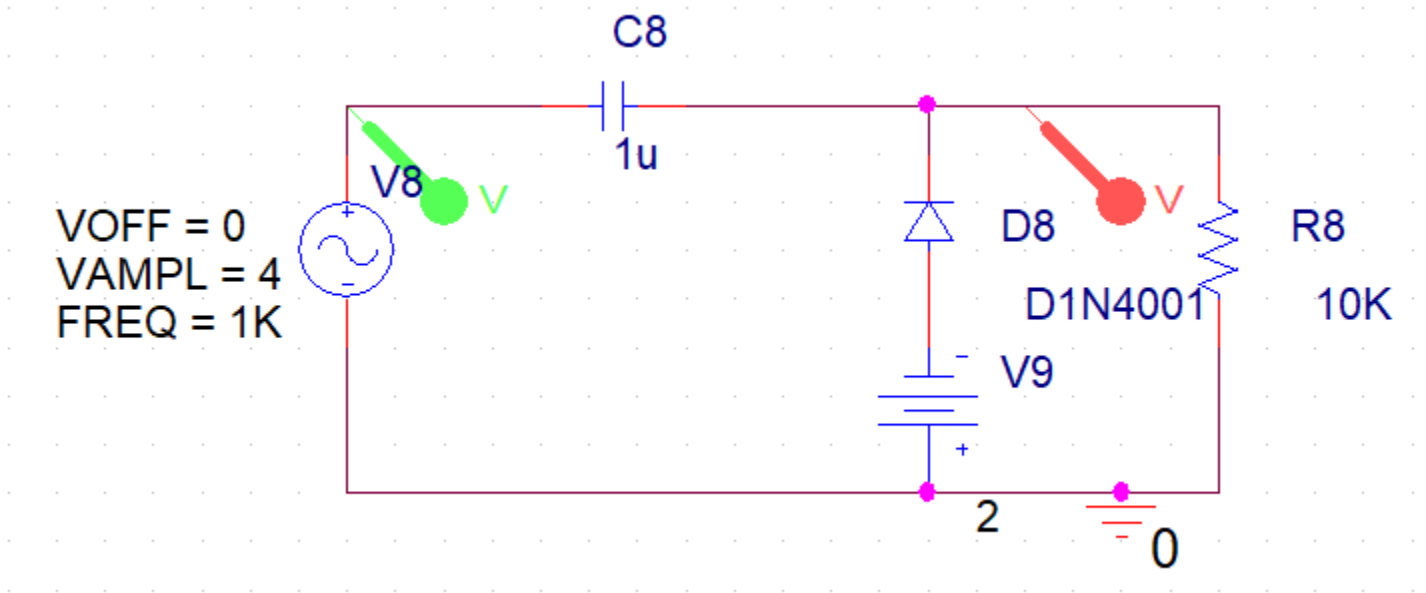 C8
1u
V8
V
V
VOFF = 0
VAMPL = 4
FREQ = 1K
+
-
D8
D1N4001
R8
10K
-
V9
+
2
0